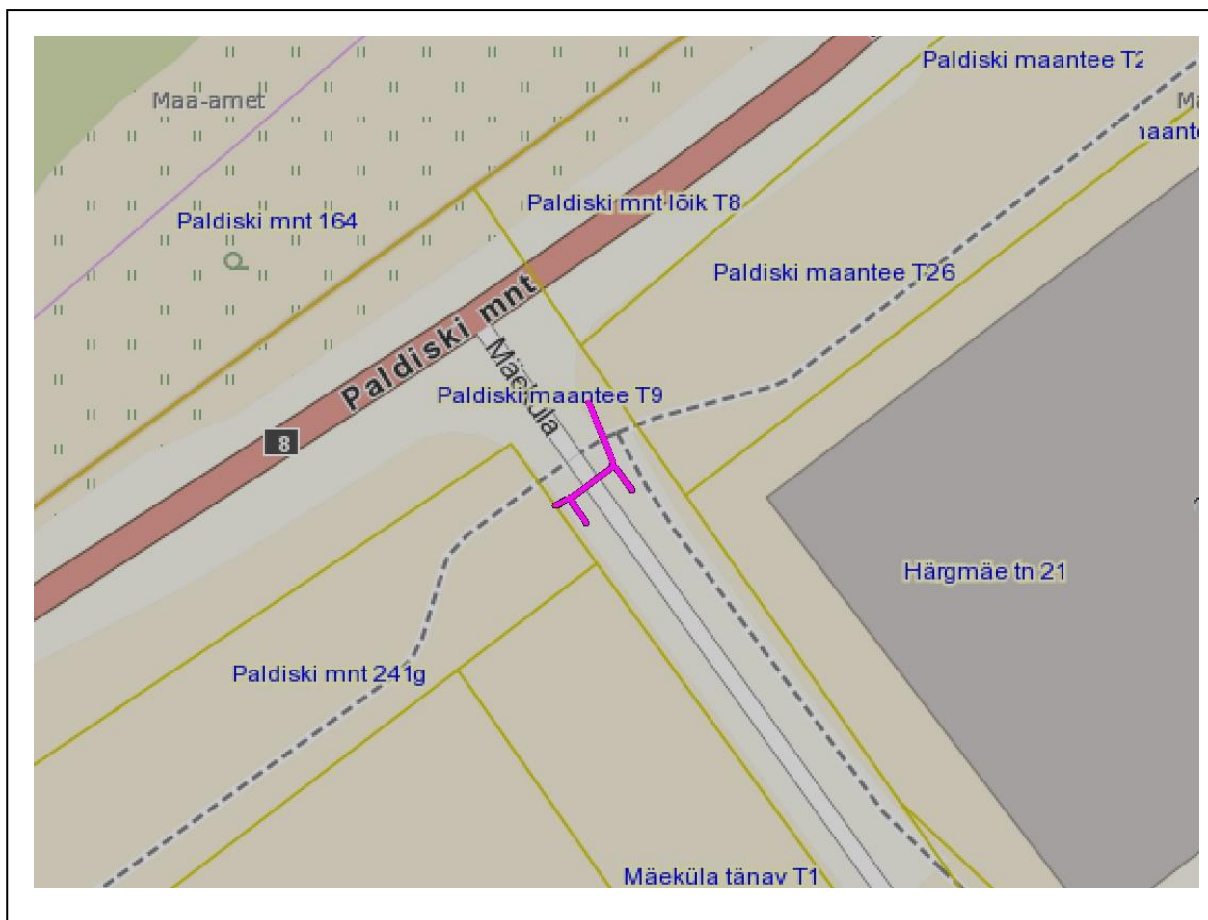 Paldiski maantee T2
Maa-amet
Paldiski mnt lõik T8
Paldiski mnt 164
Paldiski maantee T26
Paldiski mnt
Mäeküla
Paldiski maantee T9
8
Härgmäe tn 21
Paldiski mnt 241g
Mäeküla tänav T1